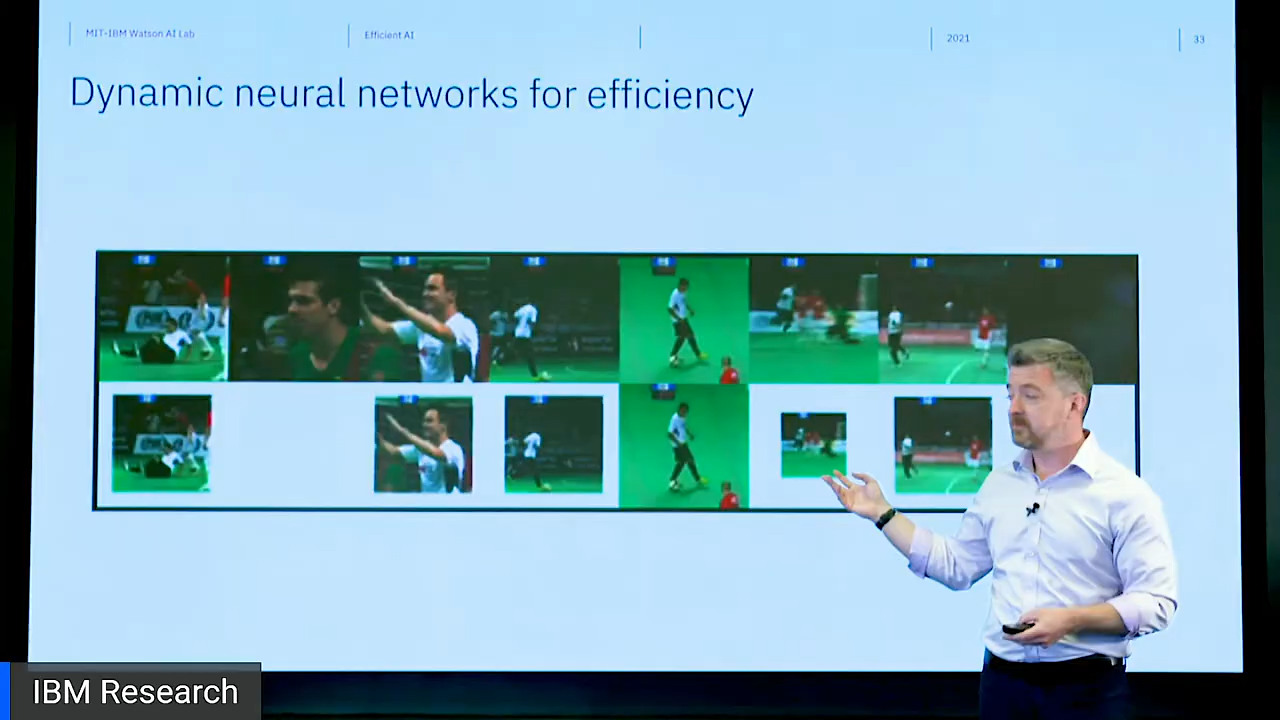 MIT-IBM Watson AI Lab
Efficient AI
2021
33
Dynamic neural networks for efficiency
IBM Research